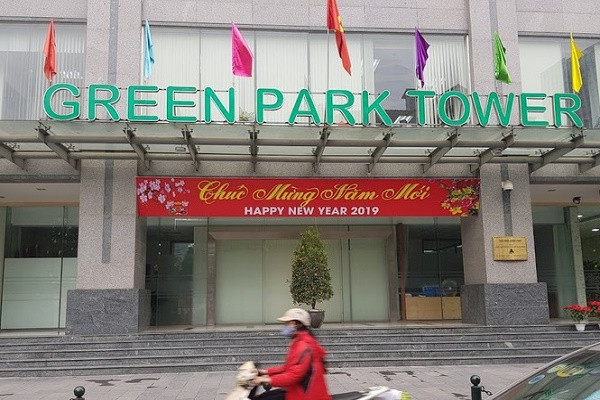 GREEN PARK TOWER
Chúc Mừng Năm Mới
HAPPY NEW YEAR 2019